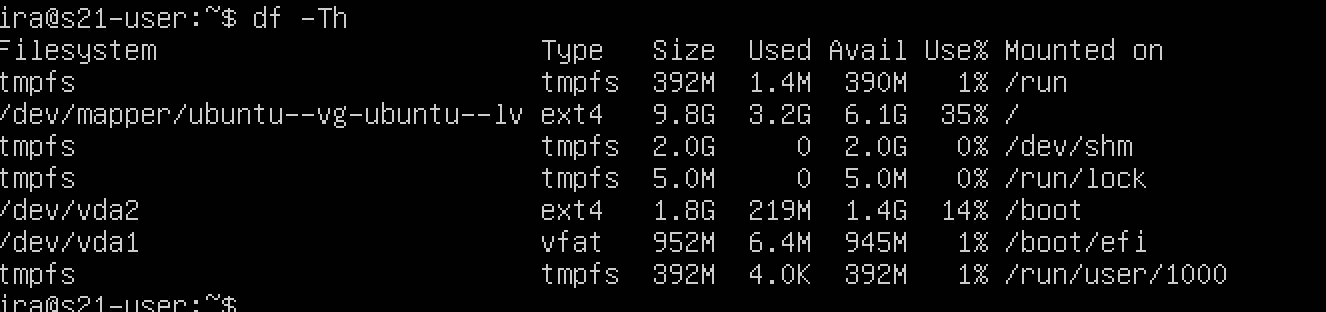 ira@s21-user:~$ df -Th
Filesystem                        Type   Size  Used Avail Use% Mounted on
tmpfs                             tmpfs  392M  1.4M  390M   1% /run
/dev/mapper/ubuntu--vg-ubuntu--lv ext4   9.8G  3.2G  6.1G  35% /
tmpfs                             tmpfs  2.0G     0  2.0G   0% /dev/shm
tmpfs                             tmpfs  5.0M     0  5.0M   0% /run/lock
/dev/vda2                         ext4   1.8G  219M  1.4G  14% /boot
/dev/vda1                         vfat   952M  6.4M  945M   1% /boot/efi
tmpfs                             tmpfs  392M  4.0K  392M   1% /run/user/1000
ira@s21-user:~$